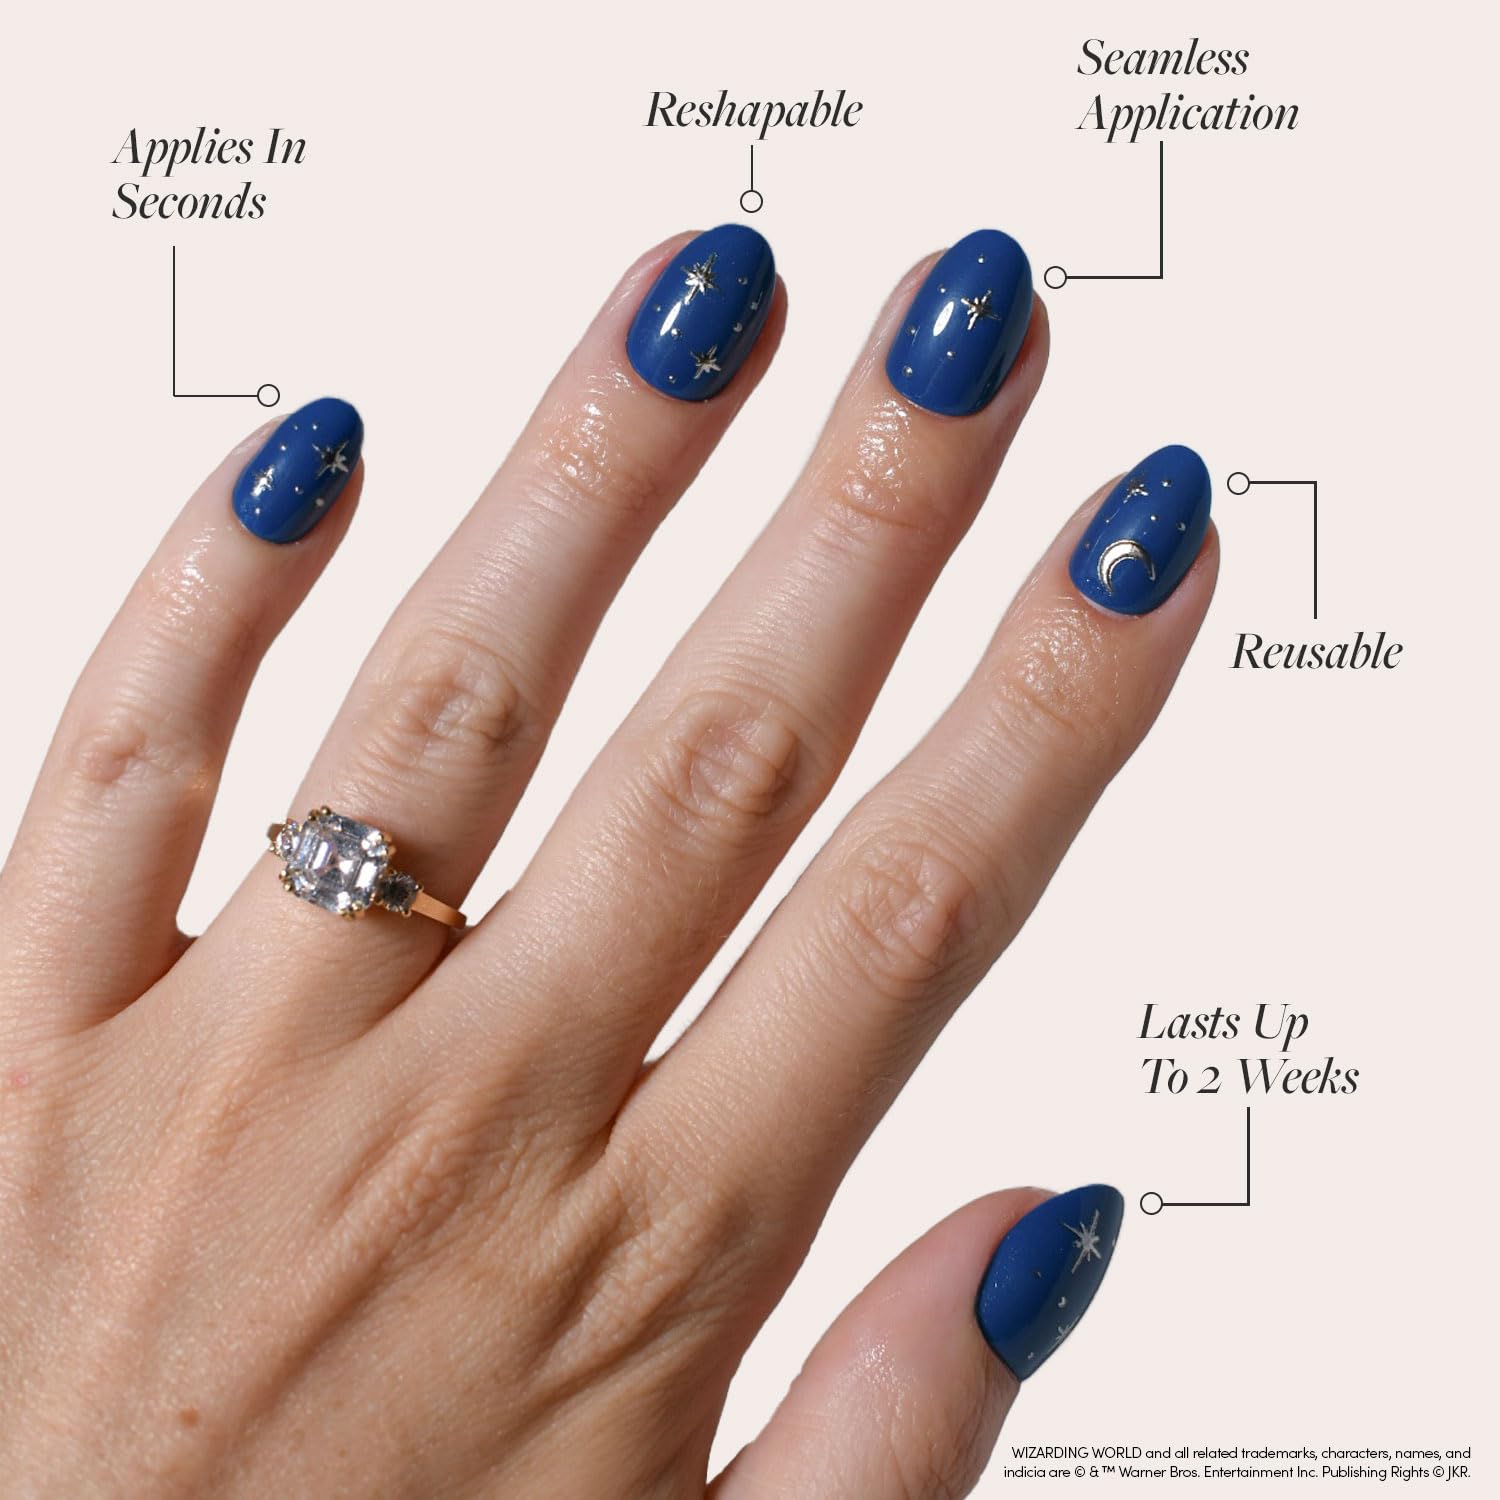 Applies In
Seconds
Reshapable
Seamless
Application
Reusable
Lasts Up
To 2 Weeks
WIZARDING WORLD and all related trademarks, characters, names, and
indicia are © & ™ Warner Bros. Entertainment Inc. Publishing Rights © JKR.